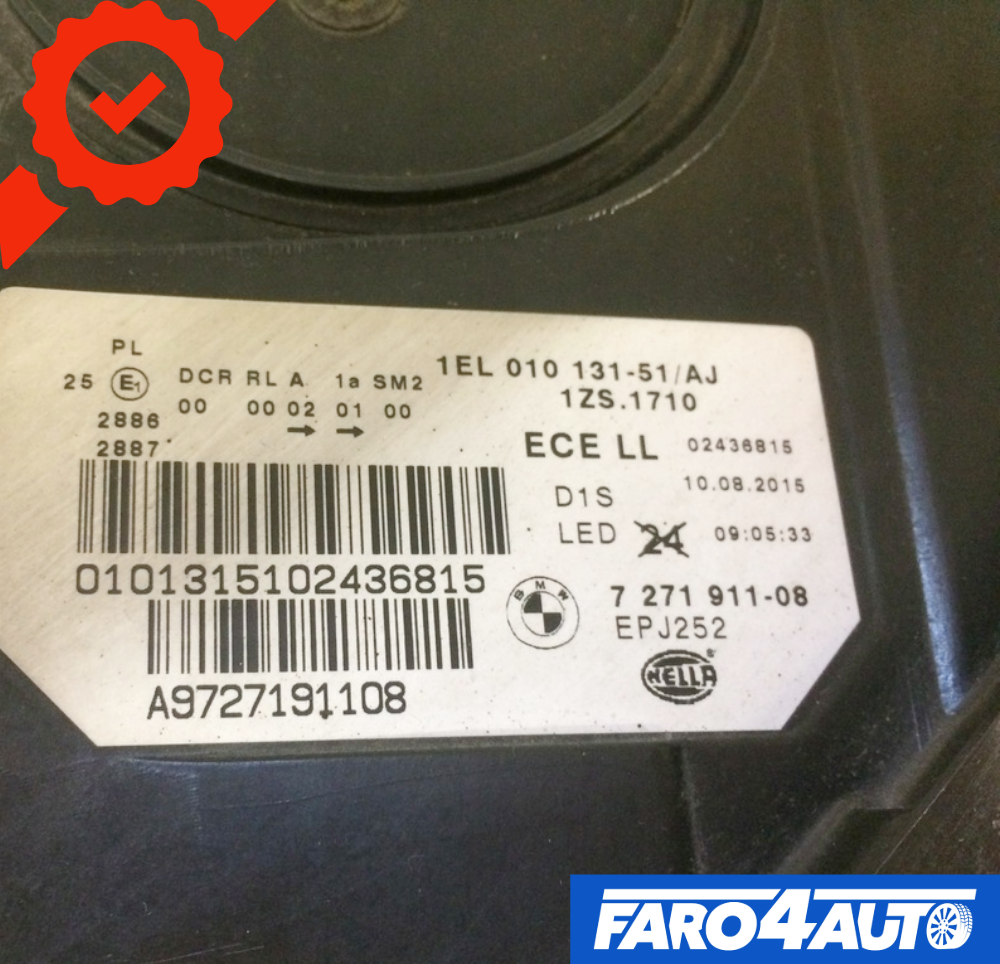 PL
25 E1
2886
2887
DCR RL A 1a SM2
00 00 02 01 00
1EL 010 131-51/AJ
1ZS.1710
ECE LL 02436815
D1S 10.08.2015
LED 24 09:05:33
0101315102436815
BMW
7 271 911-08
EPJ252
HELLA
A9727191108
FARO4AUTO